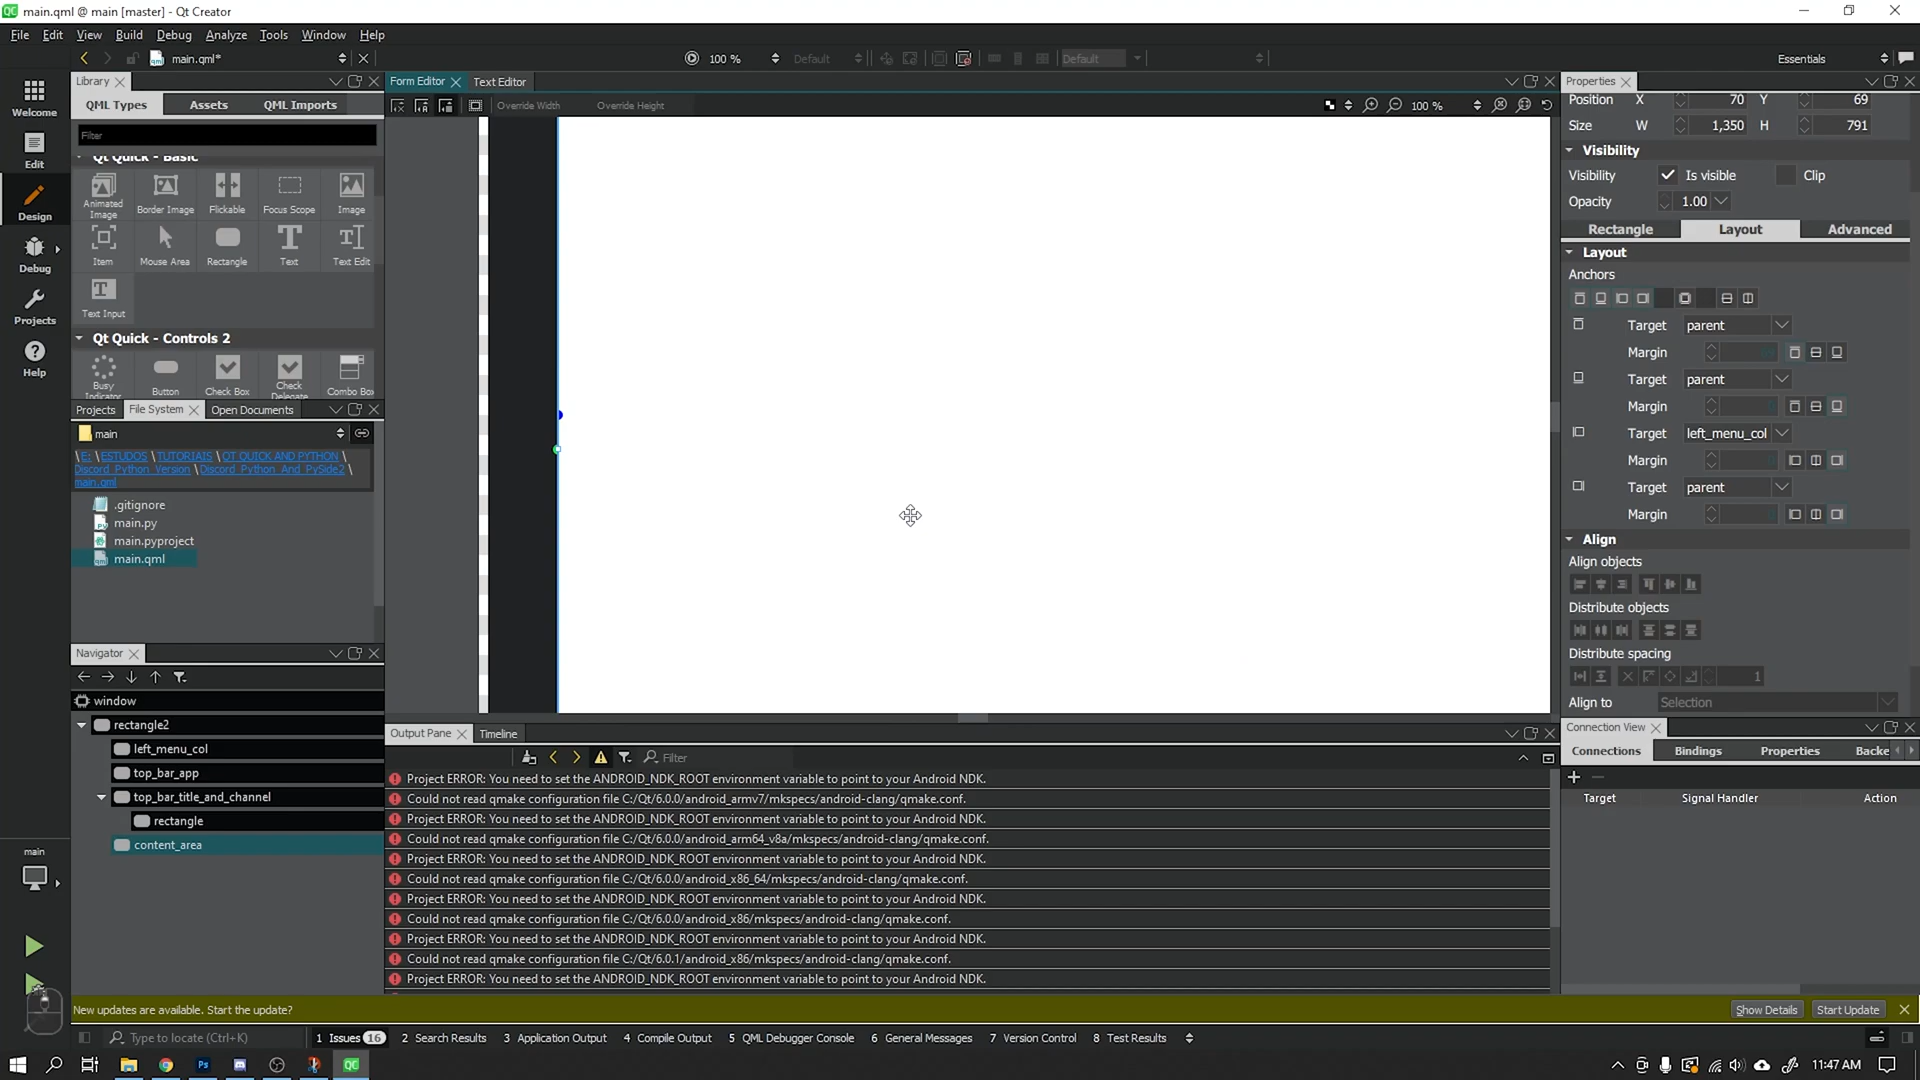 main.qml @ main [master] - Qt Creator
File Edit View Build Debug Analyze Tools Window Help
main.qml* 100 % Default Default Essentials
Library Form Editor Text Editor Properties
Welcome QML Types Assets QML Imports Override Width Override Height 100 % Position X 70 Y 69
Filter Size W 1,350 H 791
Qt Quick - Basic Visibility
Edit Visibility Is visible Clip
Animated Image Border Image Flickable Focus Scope Image Opacity 1.00
Design Rectangle Layout Advanced
Item Mouse Area Rectangle Text Text Edit Layout
Debug Anchors
Text Input
Projects Target parent
Qt Quick - Controls 2 Margin
Help Target parent
Busy Indicator Button Check Box Check Delegate Combo Box Margin
Projects File System Open Documents
main Target left_menu_col
\E: \ESTUDOS \TUTORIAIS \QT QUICK AND PYTHON \ Margin
Discord_Python_Version \Discord_Python_And_PySide2 \
main.qml Target parent
.gitignore Margin
main.py
main.pyproject Align
main.qml Align objects
Distribute objects
Navigator Distribute spacing
1
window Align to Selection
rectangle2 Output Pane Timeline Connection View
left_menu_col Filter Connections Bindings Properties Backe
top_bar_app
top_bar_title_and_channel Target Signal Handler Action
rectangle
content_area
Project ERROR: You need to set the ANDROID_NDK_ROOT environment variable to point to your Android NDK.
Could not read qmake configuration file C:/Qt/6.0.0/android_armv7/mkspecs/android-clang/qmake.conf.
Project ERROR: You need to set the ANDROID_NDK_ROOT environment variable to point to your Android NDK.
Could not read qmake configuration file C:/Qt/6.0.0/android_arm64_v8a/mkspecs/android-clang/qmake.conf.
Project ERROR: You need to set the ANDROID_NDK_ROOT environment variable to point to your Android NDK.
Could not read qmake configuration file C:/Qt/6.0.0/android_x86_64/mkspecs/android-clang/qmake.conf.
Project ERROR: You need to set the ANDROID_NDK_ROOT environment variable to point to your Android NDK.
Could not read qmake configuration file C:/Qt/6.0.0/android_x86/mkspecs/android-clang/qmake.conf.
Project ERROR: You need to set the ANDROID_NDK_ROOT environment variable to point to your Android NDK.
Could not read qmake configuration file C:/Qt/6.0.1/android_x86/mkspecs/android-clang/qmake.conf.
Project ERROR: You need to set the ANDROID_NDK_ROOT environment variable to point to your Android NDK.
main
New updates are available. Start the update? Show Details Start Update
Type to locate (Ctrl+K) 1 Issues 16 2 Search Results 3 Application Output 4 Compile Output 5 QML Debugger Console 6 General Messages 7 Version Control 8 Test Results
11:47 AM